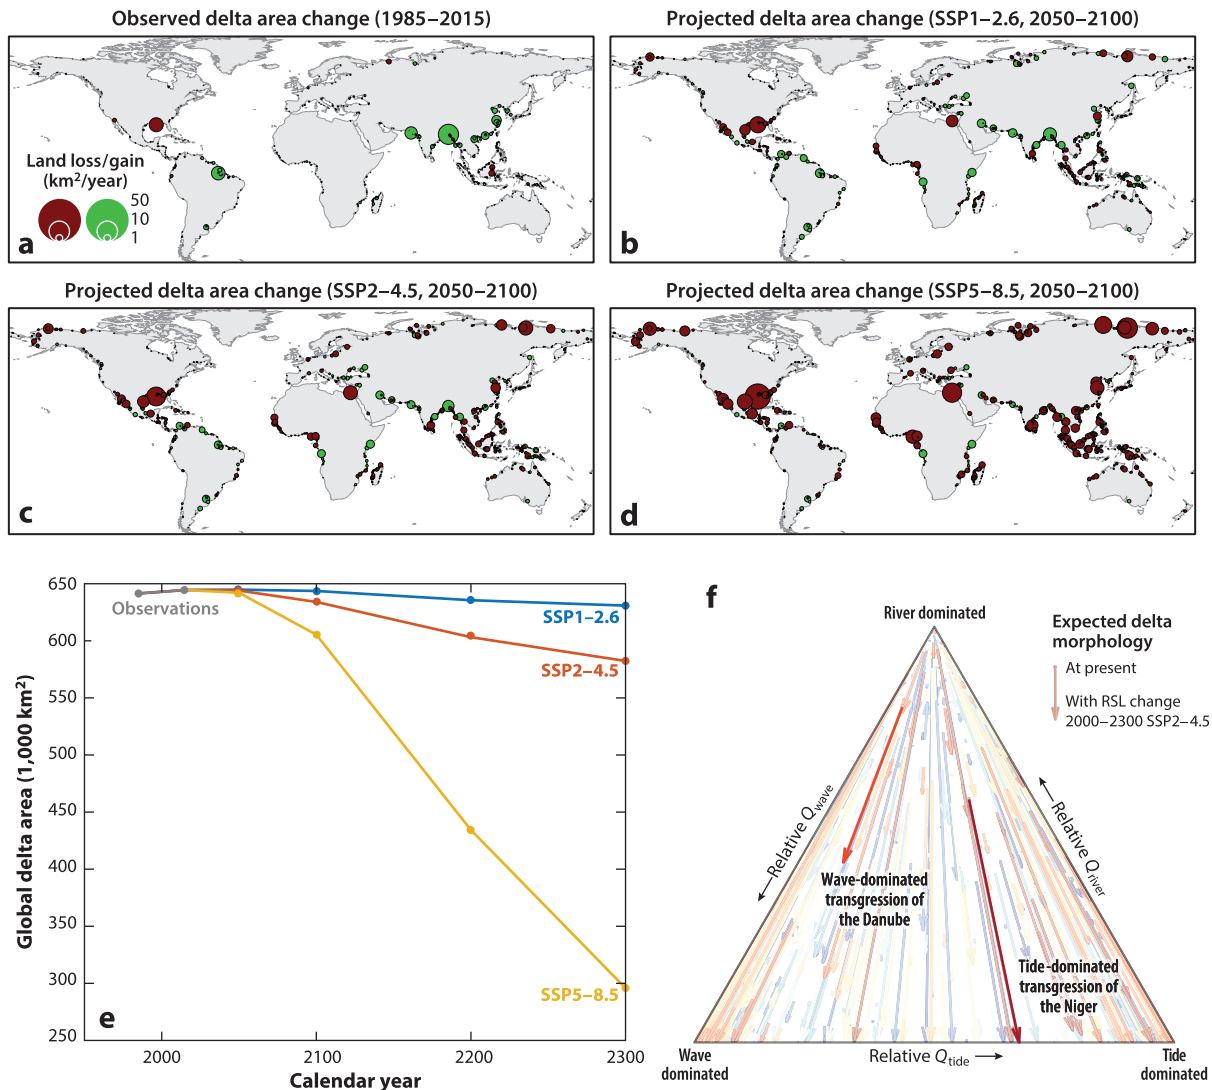 Observed delta area change (1985–2015)
Projected delta area change (SSP1–2.6, 2050–2100)
Land loss/gain
(km²/year)
50
10
1
a
b
Projected delta area change (SSP2–4.5, 2050–2100)
Projected delta area change (SSP5–8.5, 2050–2100)
c
d
650
600
550
500
450
400
350
300
250
Global delta area (1,000 km²)
Observations
SSP1–2.6
SSP2–4.5
SSP5–8.5
e
2000
2100
2200
2300
Calendar year
f
River dominated
Expected delta
morphology
At present
With RSL change
2000–2300 SSP2–4.5
Relative Qwave
Relative Qriver
Wave-dominated
transgression of
the Danube
Tide-dominated
transgression of
the Niger
Wave
dominated
Relative Qtide
Tide
dominated